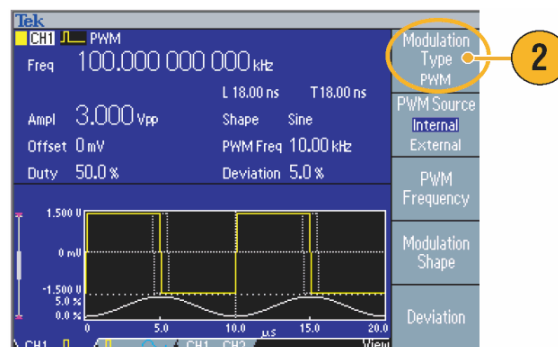 Tek
CH1 PWM
Freq 100.000 000 000 kHz
L 18.00 ns T18.00 ns
Ampl 3.000 Vpp Shape Sine
Offset 0 mV PWM Freq 10.00 kHz
Duty 50.0 % Deviation 5.0 %
1.500 U
0 mU
-1.500 U
5.0 %
0.0 %
0 5.0 10.0 µs 15.0 20.0
CH1 CH1 CH2 View
Modulation
Type
PWM
2
PWM Source
Internal
External
PWM
Frequency
Modulation
Shape
Deviation